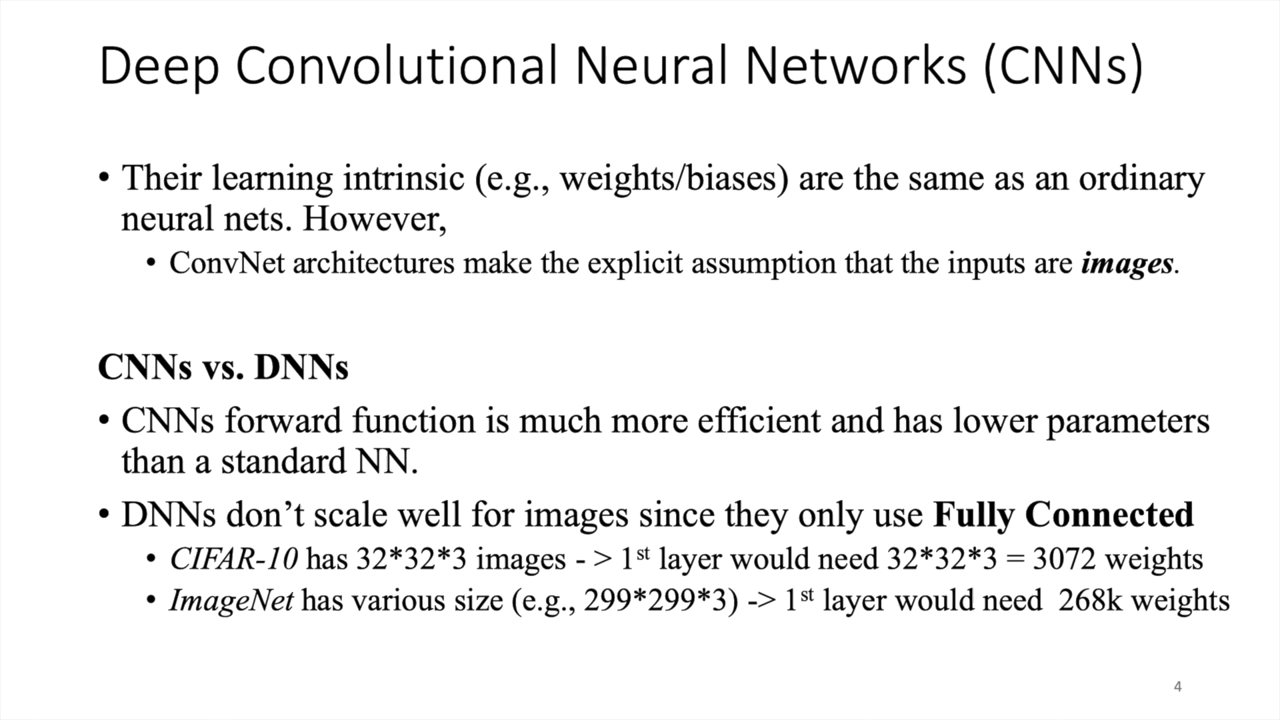 Deep Convolutional Neural Networks (CNNs)
• Their learning intrinsic (e.g., weights/biases) are the same as an ordinary
neural nets. However,
• ConvNet architectures make the explicit assumption that the inputs are images.
CNNs vs. DNNs
• CNNs forward function is much more efficient and has lower parameters
than a standard NN.
• DNNs don’t scale well for images since they only use Fully Connected
• CIFAR-10 has 32*32*3 images - > 1st layer would need 32*32*3 = 3072 weights
• ImageNet has various size (e.g., 299*299*3) -> 1st layer would need  268k weights
4